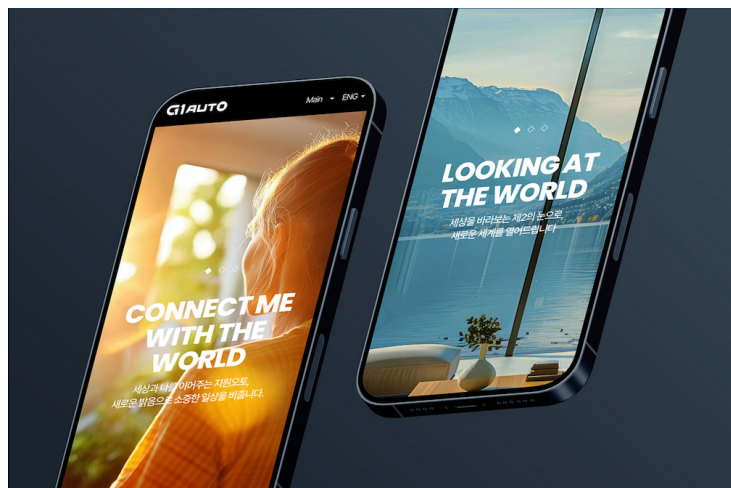 G1AUTO
Main
ENG
CONNECT ME
WITH THE
WORLD
세상과 나를 이어주는 지원으로,
새로운 밝음으로 소중한 일상을 비춥니다.
LOOKING AT
THE WORLD
세상을 바라보는 제2의 눈으로,
새로운 세계를 열어드립니다